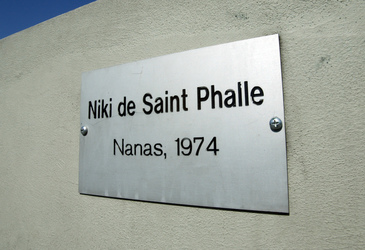 Niki de Saint Phalle
Nanas, 1974